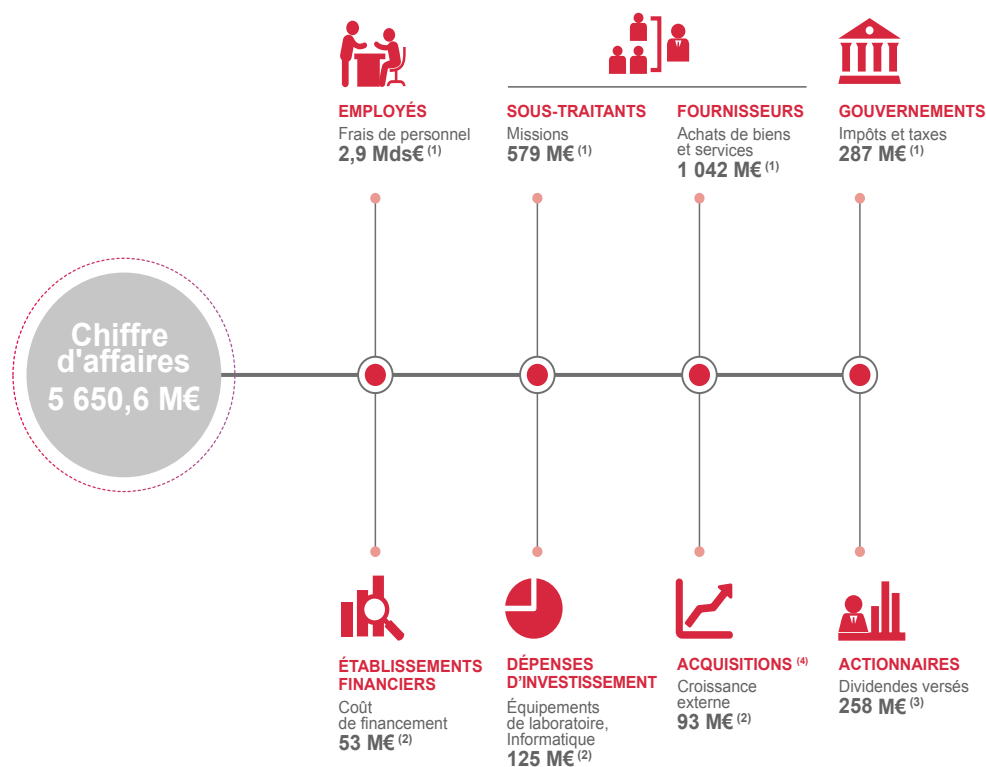 EMPLOYÉS
Frais de personnel
2,9 Mds€ (1)
SOUS-TRAITANTS
Missions
579 M€ (1)
FOURNISSEURS
Achats de biens
et services
1 042 M€ (1)
GOUVERNEMENTS
Impôts et taxes
287 M€ (1)
Chiffre
d'affaires
5 650,6 M€
ÉTABLISSEMENTS
FINANCIERS
Coût
de financement
53 M€ (2)
DÉPENSES
D'INVESTISSEMENT
Équipements
de laboratoire,
Informatique
125 M€ (2)
ACQUISITIONS (4)
Croissance
externe
93 M€ (2)
ACTIONNAIRES
Dividendes versés
258 M€ (3)